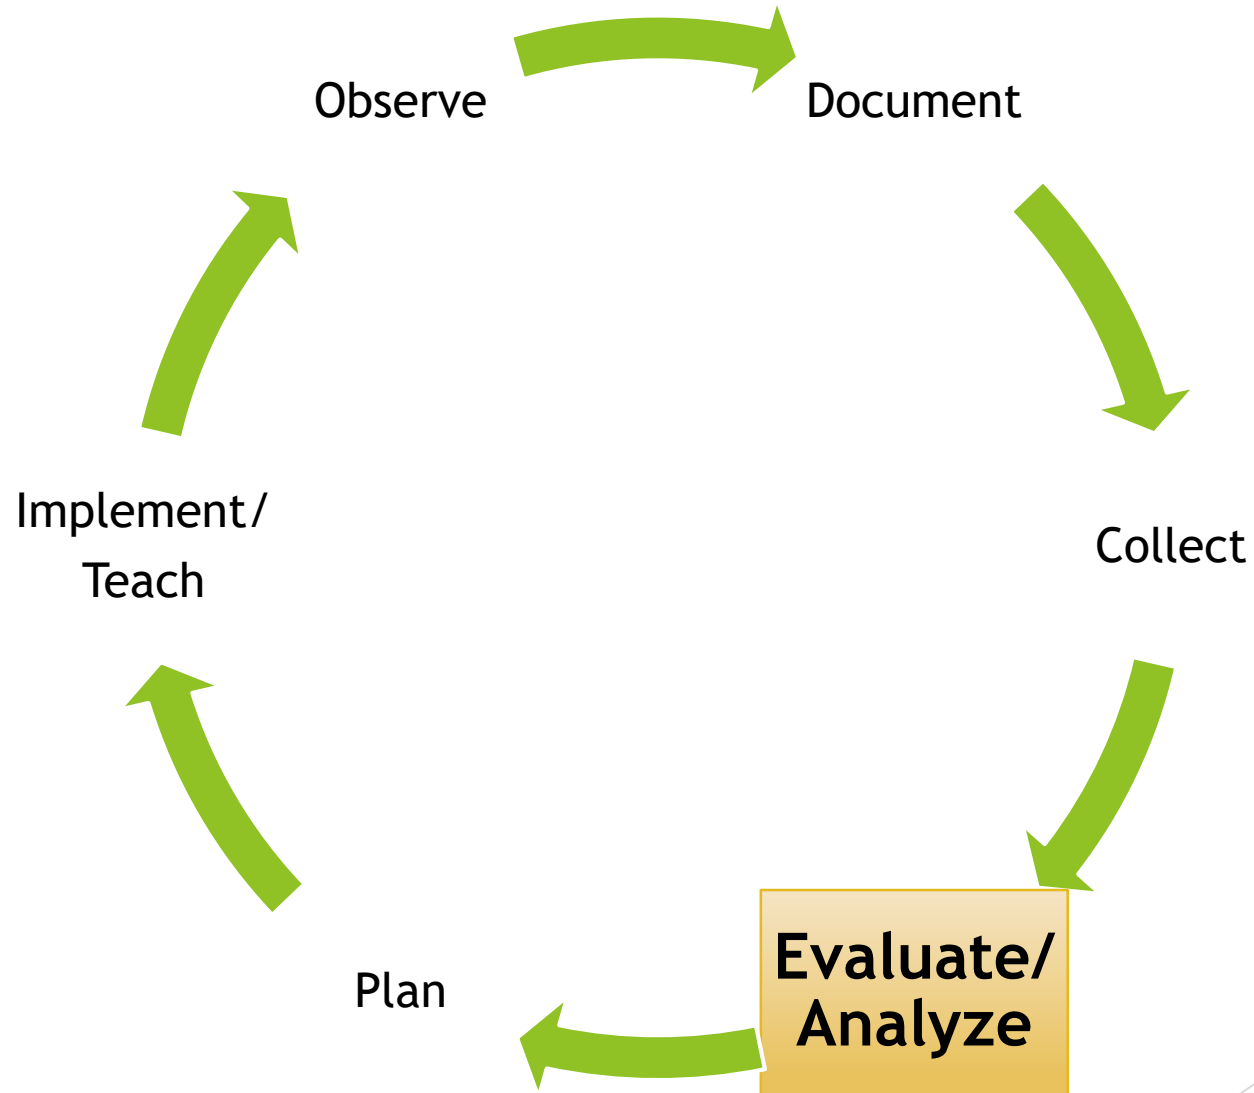 Observe
Document
Collect
Evaluate/
Analyze
Plan
Implement/
Teach